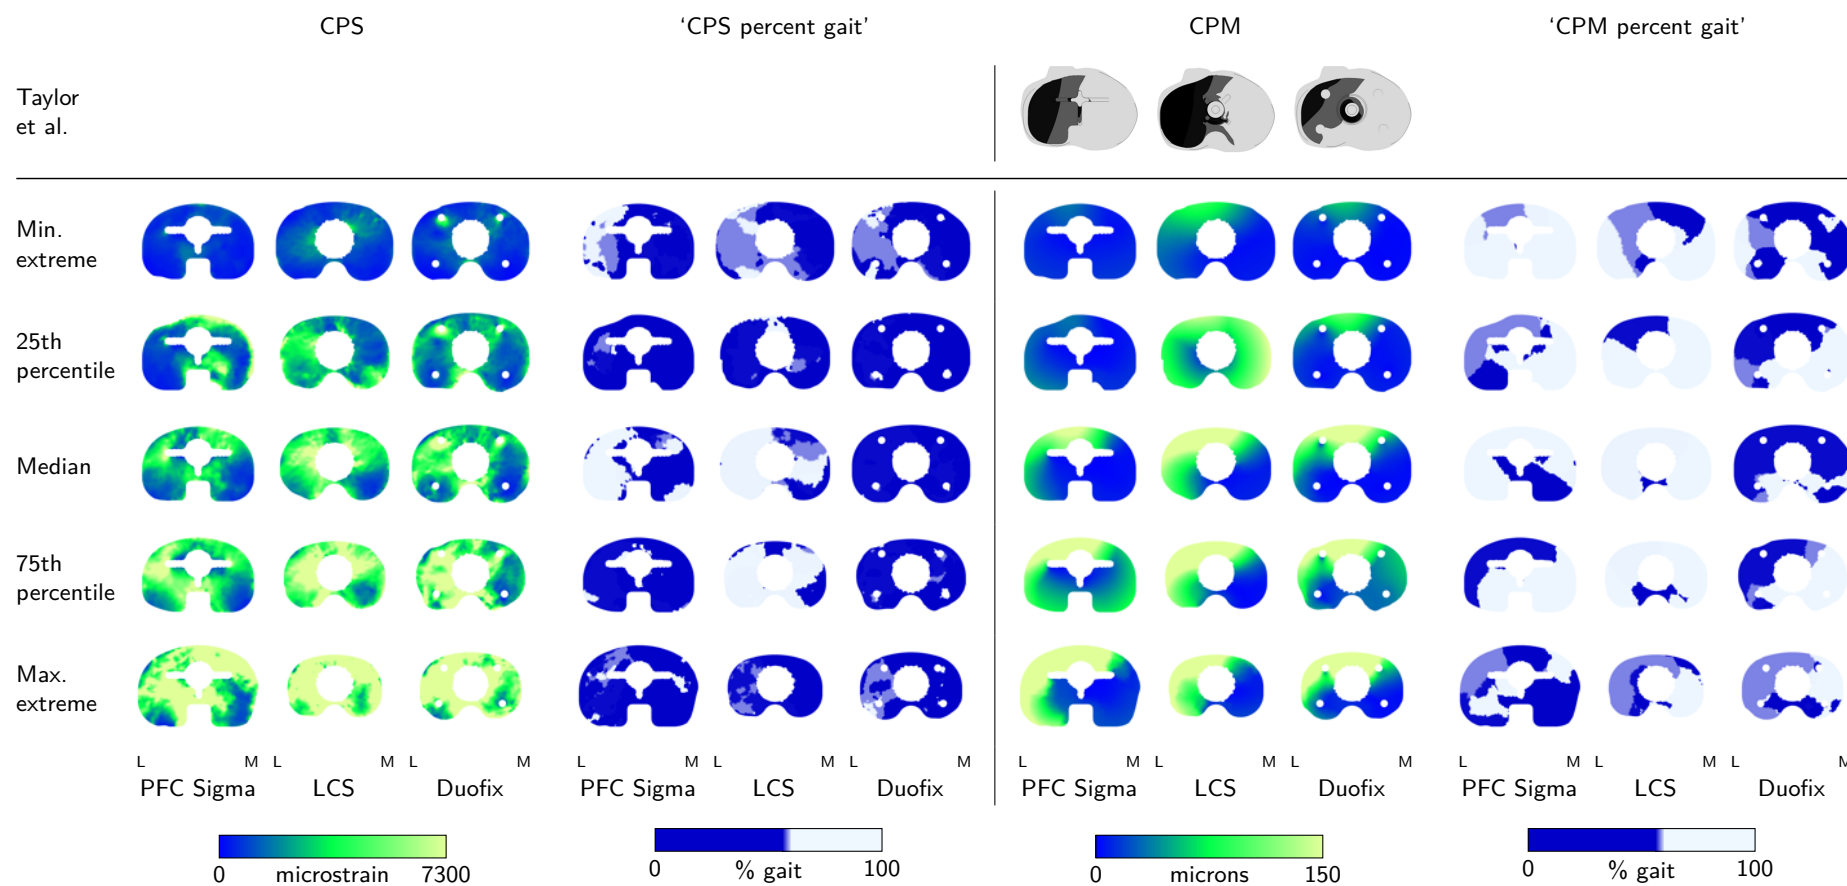 CPS ‘CPS percent gait’ CPM ‘CPM percent gait’
Taylor
et al.
Min.
extreme
25th
percentile
Median
75th
percentile
Max.
extreme
L M L M L M L M L M L M L M L M L M L M L M L M
PFC Sigma LCS Duofix PFC Sigma LCS Duofix PFC Sigma LCS Duofix PFC Sigma LCS Duofix
0 microstrain 7300 0 % gait 100 0 microns 150 0 % gait 100